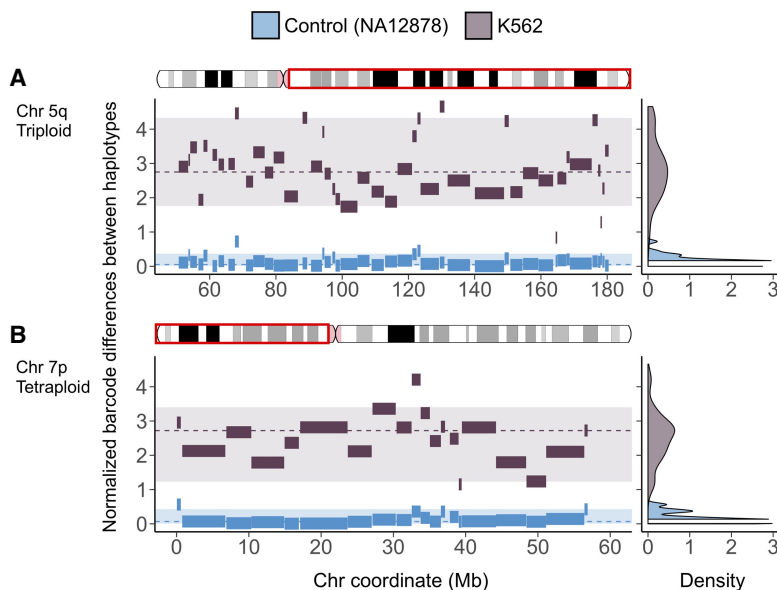 Control (NA12878) K562
A
Chr 5q
Triploid
Normalized barcode differences between haplotypes
4
3
2
1
0
60 80 100 120 140 160 180
0 1 2 3
B
Chr 7p
Tetraploid
4
3
2
1
0
0 10 20 30 40 50 60
0 1 2 3
Chr coordinate (Mb) Density